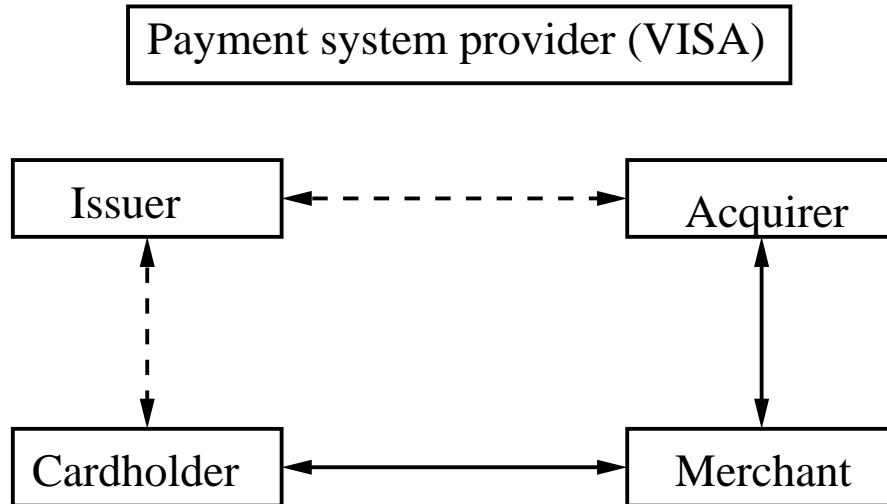 Payment system provider (VISA)
Issuer
Acquirer
Cardholder
Merchant